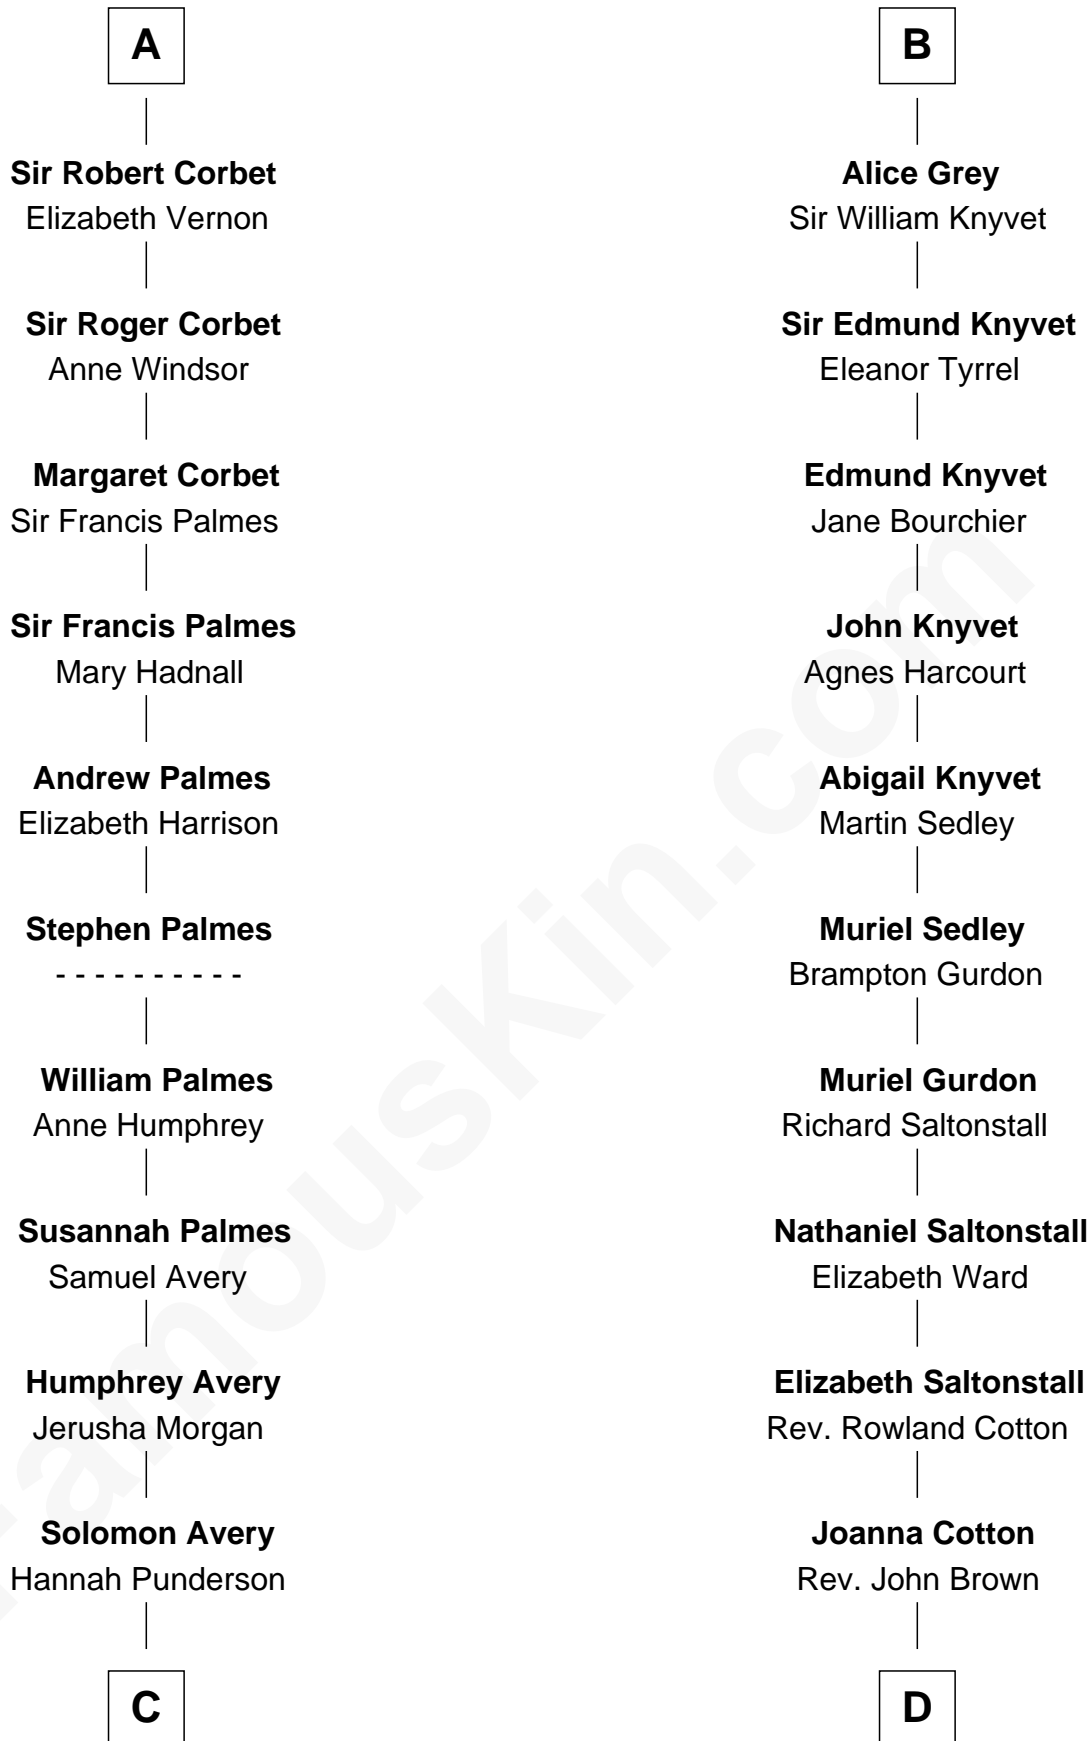 A
Sir Robert Corbet
Elizabeth Vernon
Sir Roger Corbet
Anne Windsor
Margaret Corbet
Sir Francis Palmes
Sir Francis Palmes
Mary Hadnall
Andrew Palmes
Elizabeth Harrison
Stephen Palmes
- - - - - - - - - -
William Palmes
Anne Humphrey
Susannah Palmes
Samuel Avery
Humphrey Avery
Jerusha Morgan
Solomon Avery
Hannah Punderson
C
B
Alice Grey
Sir William Knyvet
Sir Edmund Knyvet
Eleanor Tyrrel
Edmund Knyvet
Jane Bourchier
John Knyvet
Agnes Harcourt
Abigail Knyvet
Martin Sedley
Muriel Sedley
Brampton Gurdon
Muriel Gurdon
Richard Saltonstall
Nathaniel Saltonstall
Elizabeth Ward
Elizabeth Saltonstall
Rev. Rowland Cotton
Joanna Cotton
Rev. John Brown
D
FamousKin.com